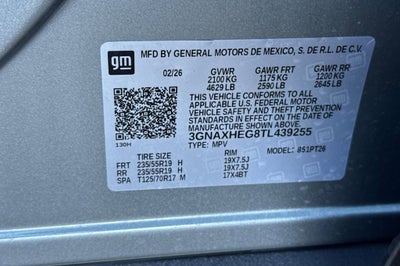 gm
MFD BY GENERAL MOTORS DE MEXICO, S. DE R.L. DE C.V.
02/26 GVWR GAWR FRT GAWR RR
2100 KG 1175 KG 1200 KG
4629 LB 2590 LB 2645 LB
THIS VEHICLE CONFORMS TO ALL
APPLICABLE U.S. FEDERAL MOTOR
VEHICLE SAFETY AND THEFT PREVENTION
STANDARDS IN EFFECT ON THE DATE OF
MANUFACTURE SHOWN ABOVE.
3GNAXHEG8TL439255
130H TYPE: MPV 851PT26
TIRE SIZE RIM
FRT 235/55R19 H 19X7.5J
RR 235/55R19 H 19X7.5J
SPA T125/70R17 M 17X4BT